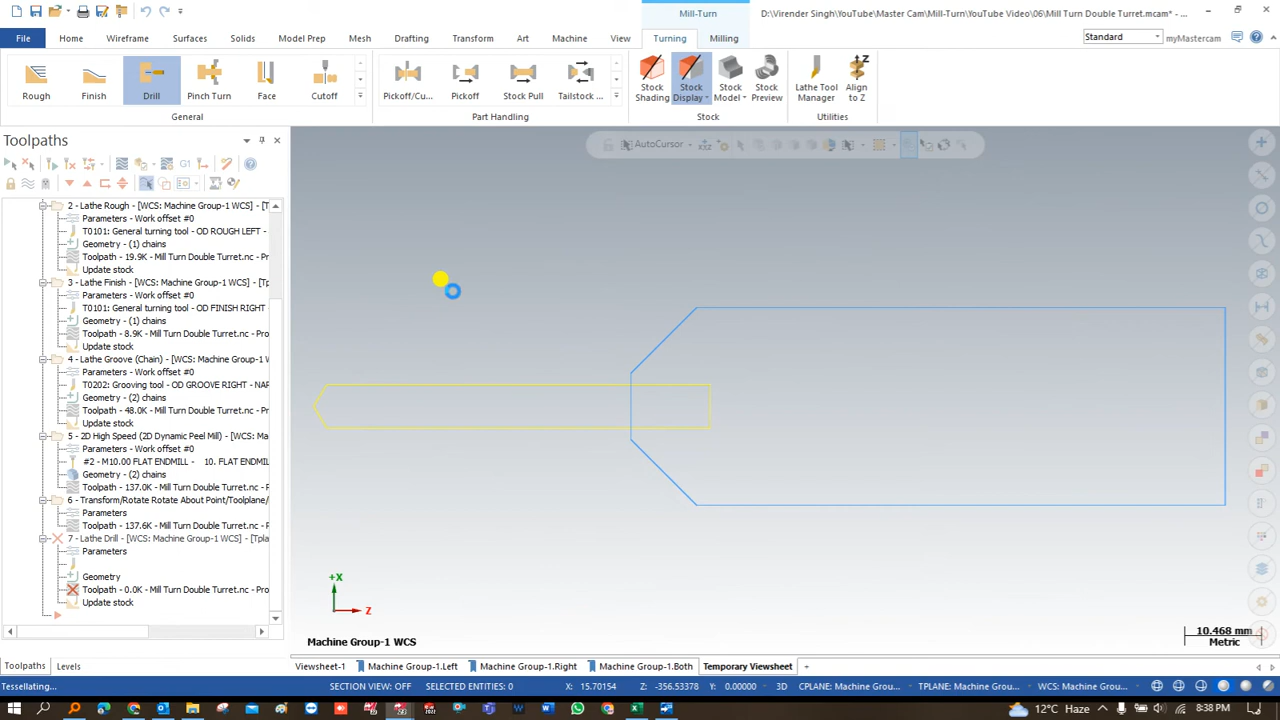 Mill-Turn
D:\Virender Singh\YouTube\Master Cam\Mill-Turn\YouTube Video\06\Mill Turn Double Turret.mcam* - ...
File Home Wireframe Surfaces Solids Model Prep Mesh Drafting Transform Art Machine View Turning Milling Standard myMastercam
Rough Finish Drill Pinch Turn Face Cutoff Pickoff/Cu... Pickoff Stock Pull Tailstock ... Stock Shading Stock Display Stock Model Stock Preview Lathe Tool Manager Align to Z
General Part Handling Stock Utilities
Toolpaths
AutoCursor
G1
2 - Lathe Rough - [WCS: Machine Group-1 WCS] - [T
Parameters - Work offset #0
T0101: General turning tool - OD ROUGH LEFT -
Geometry - (1) chains
Toolpath - 19.9K - Mill Turn Double Turret.nc - Pr
Update stock
3 - Lathe Finish - [WCS: Machine Group-1 WCS] - [Tp
Parameters - Work offset #0
T0101: General turning tool - OD FINISH RIGHT -
Geometry - (1) chains
Toolpath - 8.9K - Mill Turn Double Turret.nc - Pro
Update stock
4 - Lathe Groove (Chain) - [WCS: Machine Group-1 W
Parameters - Work offset #0
T0202: Grooving tool - OD GROOVE RIGHT - NAR
Geometry - (2) chains
Toolpath - 48.0K - Mill Turn Double Turret.nc - Pr
Update stock
5 - 2D High Speed (2D Dynamic Peel Mill) - [WCS: Ma
Parameters - Work offset #0
#2 - M10.00 FLAT ENDMILL - 10. FLAT ENDMIL
Geometry - (2) chains
Toolpath - 137.0K - Mill Turn Double Turret.nc - P
6 - Transform/Rotate Rotate About Point/Toolplane/
Parameters
Toolpath - 137.6K - Mill Turn Double Turret.nc - P
7 - Lathe Drill - [WCS: Machine Group-1 WCS] - [Tpla
Parameters
Geometry
Toolpath - 0.0K - Mill Turn Double Turret.nc - Pro
Update stock
+X
Z
Machine Group-1 WCS
10.468 mm
Metric
Toolpaths Levels
Viewsheet-1 Machine Group-1.Left Machine Group-1.Right Machine Group-1.Both Temporary Viewsheet +
Tessellating... SECTION VIEW: OFF SELECTED ENTITIES: 0 X: 15.70154 Z: -356.53378 Y: 0.00000 3D CPLANE: Machine Grou... TPLANE: Machine Grou... WCS: Machine Grou...
12°C Haze 8:38 PM